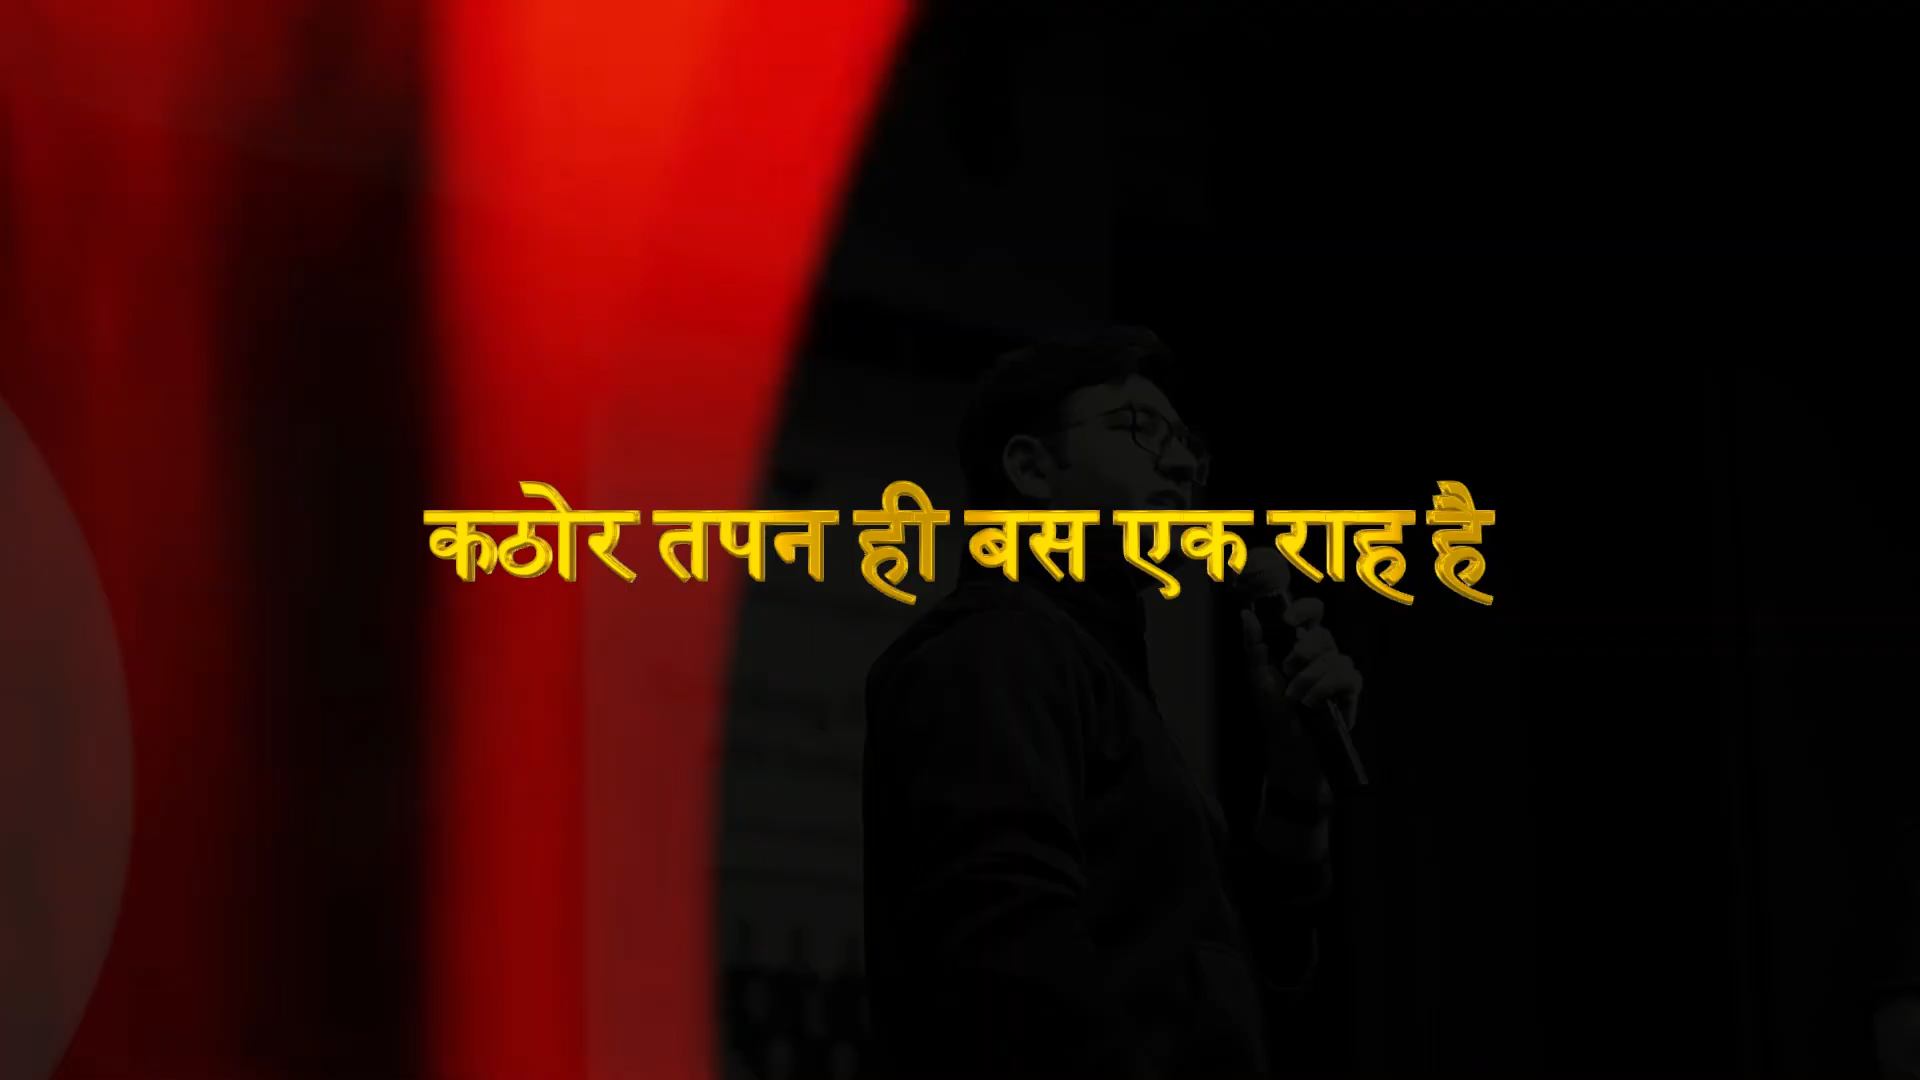 कठोर तपन ही बस एक राह है